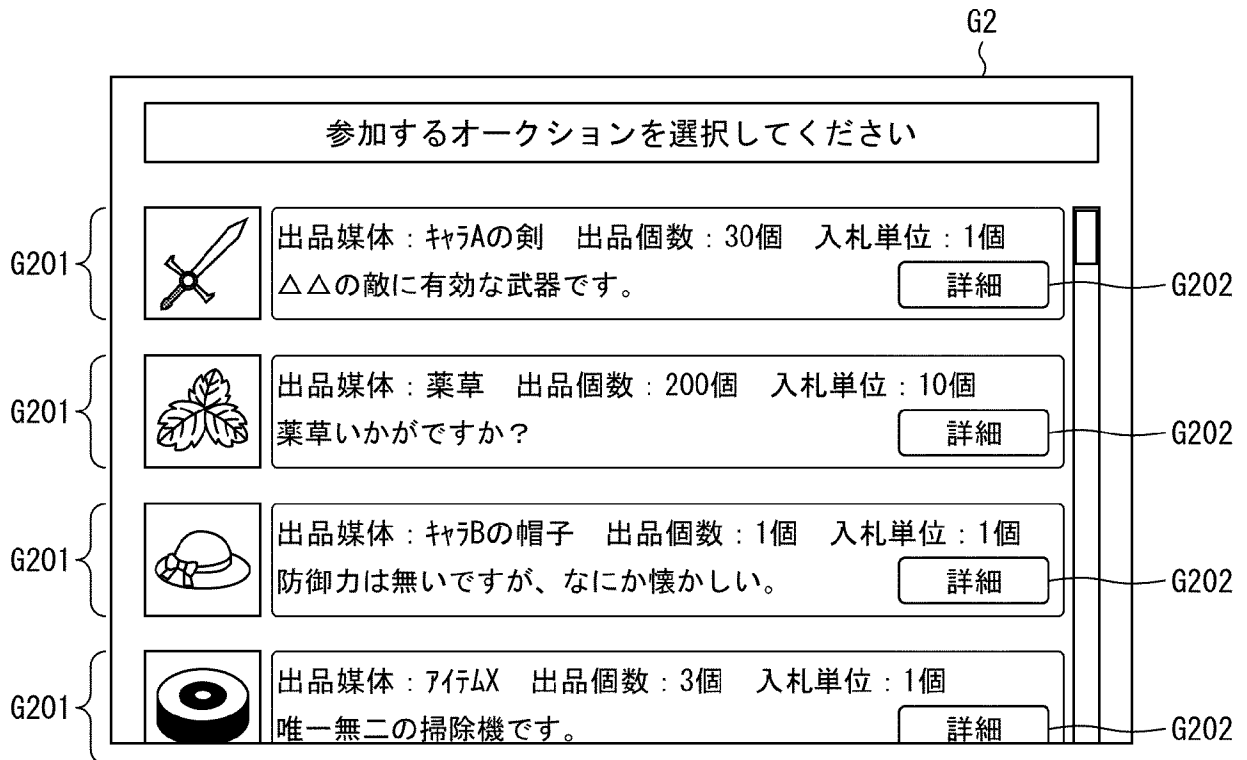 G2
参加するオークションを選択してください
G201
出品媒体：ｷｬﾗAの剣　出品個数：30個　入札単位：1個
△△の敵に有効な武器です。
詳細
G202
G201
出品媒体：薬草　出品個数：200個　入札単位：10個
薬草いかがですか？
詳細
G202
G201
出品媒体：ｷｬﾗBの帽子　出品個数：1個　入札単位：1個
防御力は無いですが、なにか懐かしい。
詳細
G202
G201
出品媒体：ｱｲﾃﾑX　出品個数：3個　入札単位：1個
唯一無二の掃除機です。
詳細
G202